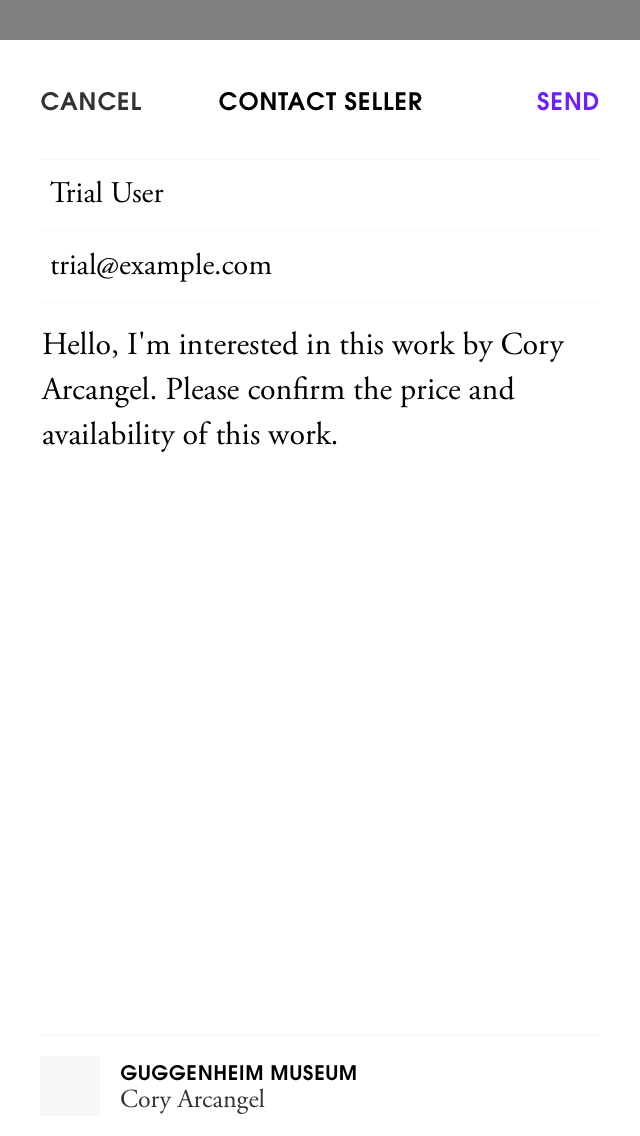 CANCEL CONTACT SELLER SEND
Trial User
trial@example.com
Hello, I'm interested in this work by Cory
Arcangel. Please confirm the price and
availability of this work.
GUGGENHEIM MUSEUM
Cory Arcangel